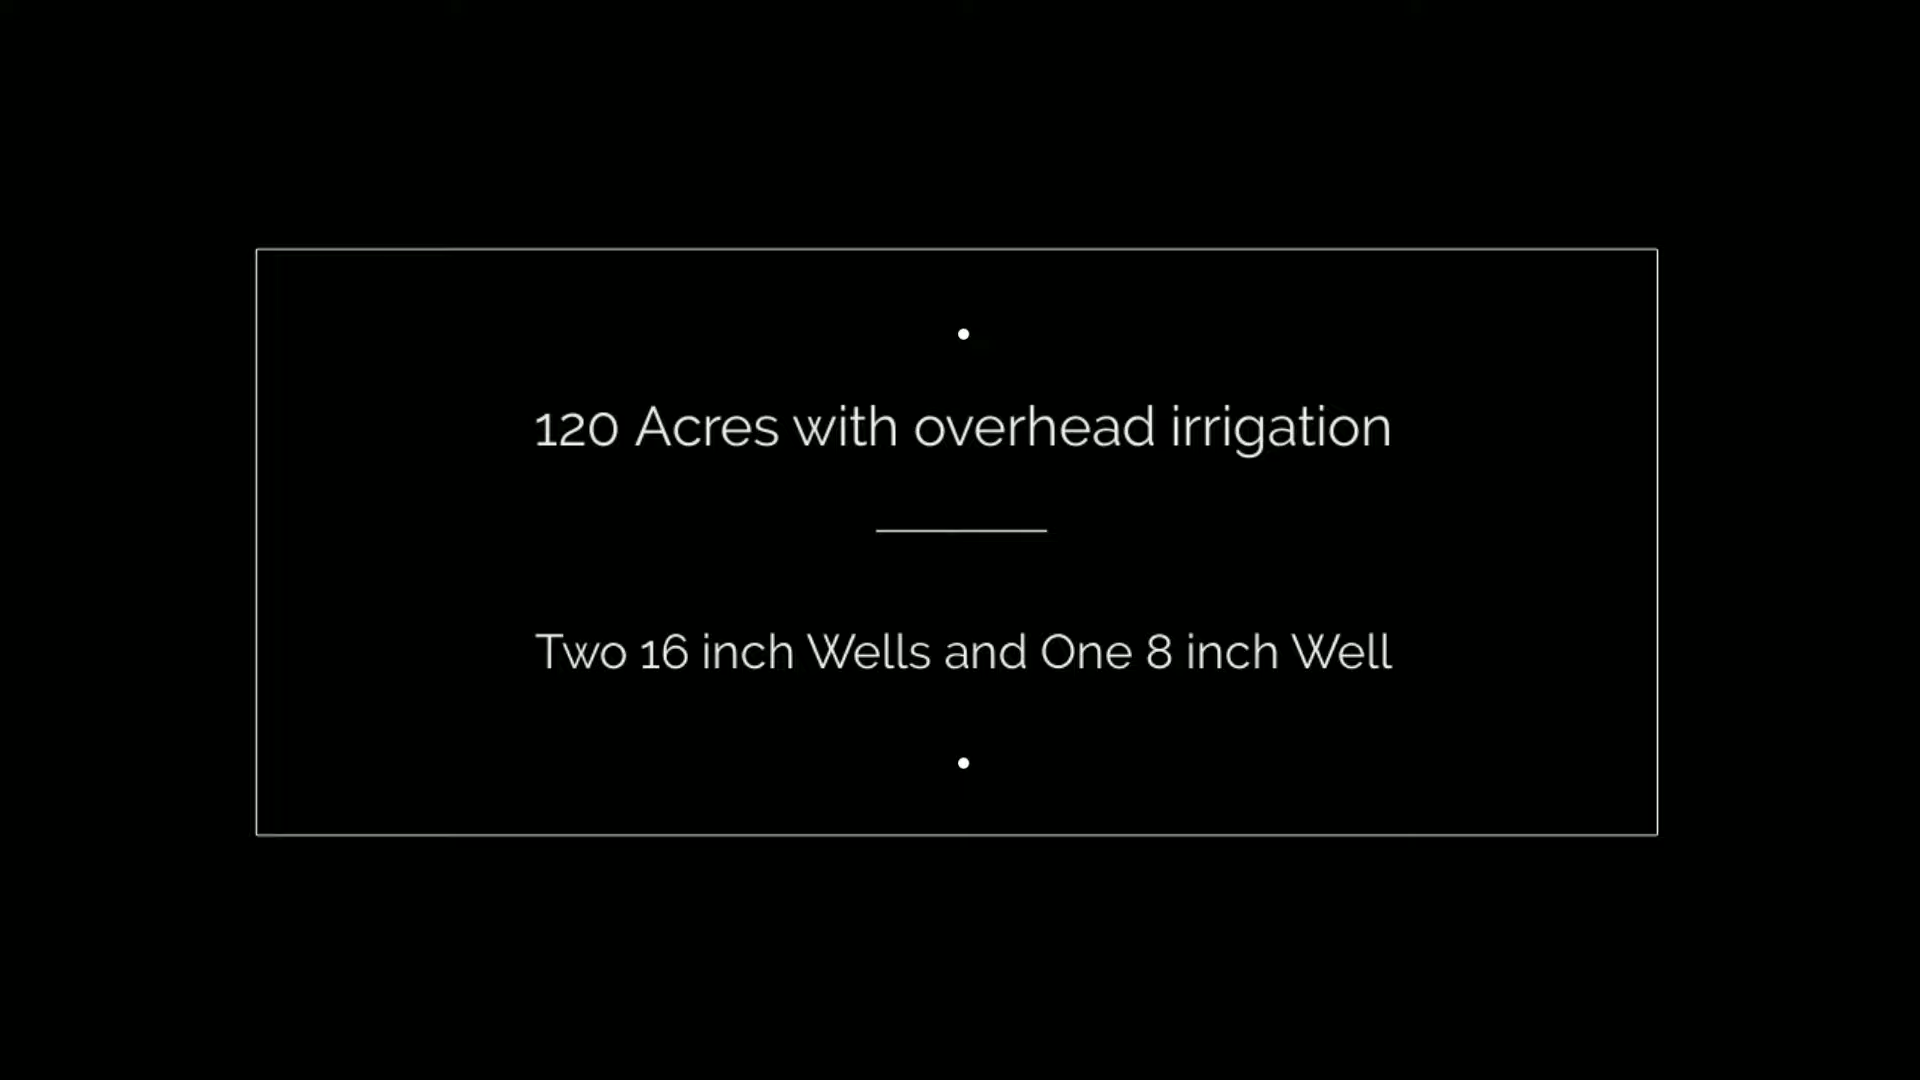 120 Acres with overhead irrigation
Two 16 inch Wells and One 8 inch Well